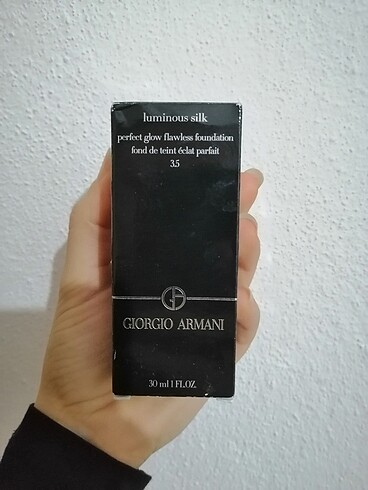 luminous silk
perfect glow flawless foundation
fond de teint éclat parfait
3.5
GIORGIO ARMANI
30 ml 1 FL.OZ